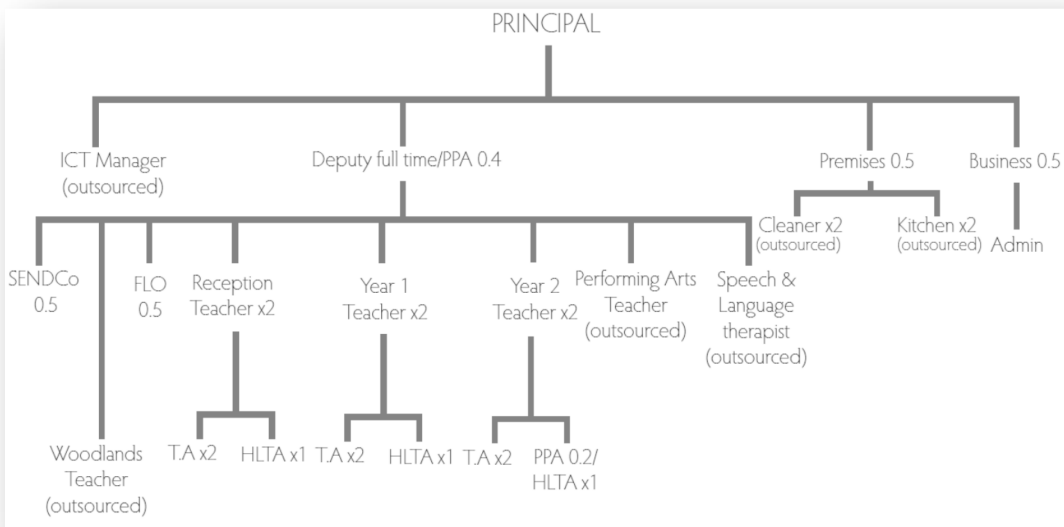 PRINCIPAL
ICT Manager
(outsourced)
Deputy full time/PPA 0.4
Premises 0.5
Business 0.5
Cleaner x2
(outsourced)
Kitchen x2
(outsourced)
Admin
SENDCo
0.5
FLO
0.5
Reception
Teacher x2
Year 1
Teacher x2
Year 2
Teacher x2
Performing Arts
Teacher
(outsourced)
Speech &
Language
therapist
(outsourced)
Woodlands
Teacher
(outsourced)
T.A x2
HLTA x1
T.A x2
HLTA x1
T.A x2
PPA 0.2/
HLTA x1